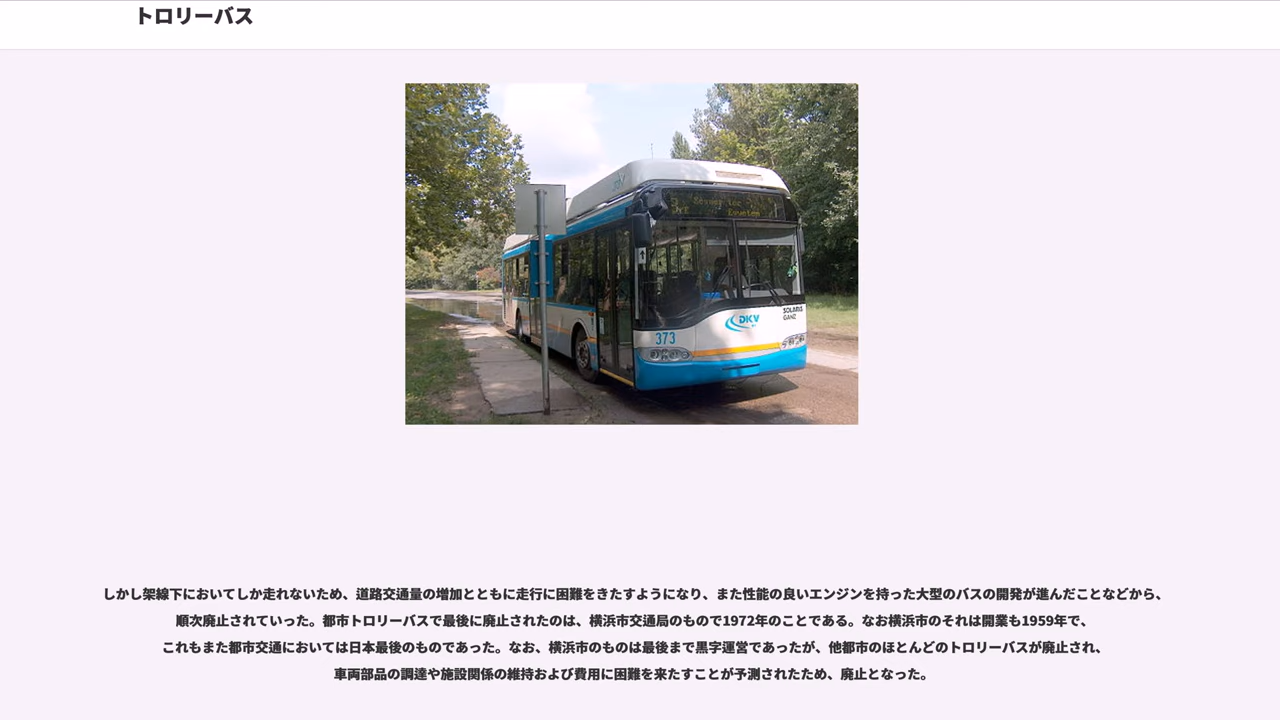 トロリーバス
DKV
SOLARIS
GANZ
373
しかし架線下においてしか走れないため、道路交通量の増加とともに走行に困難をきたすようになり、また性能の良いエンジンを持った大型のバスの開発が進んだことなどから、
順次廃止されていった。都市トロリーバスで最後に廃止されたのは、横浜市交通局のもので1972年のことである。なお横浜市のそれは開業も1959年で、
これもまた都市交通においては日本最後のものであった。なお、横浜市のものは最後まで黒字運営であったが、他都市のほとんどのトロリーバスが廃止され、
車両部品の調達や施設関係の維持および費用に困難を来たすことが予測されたため、廃止となった。